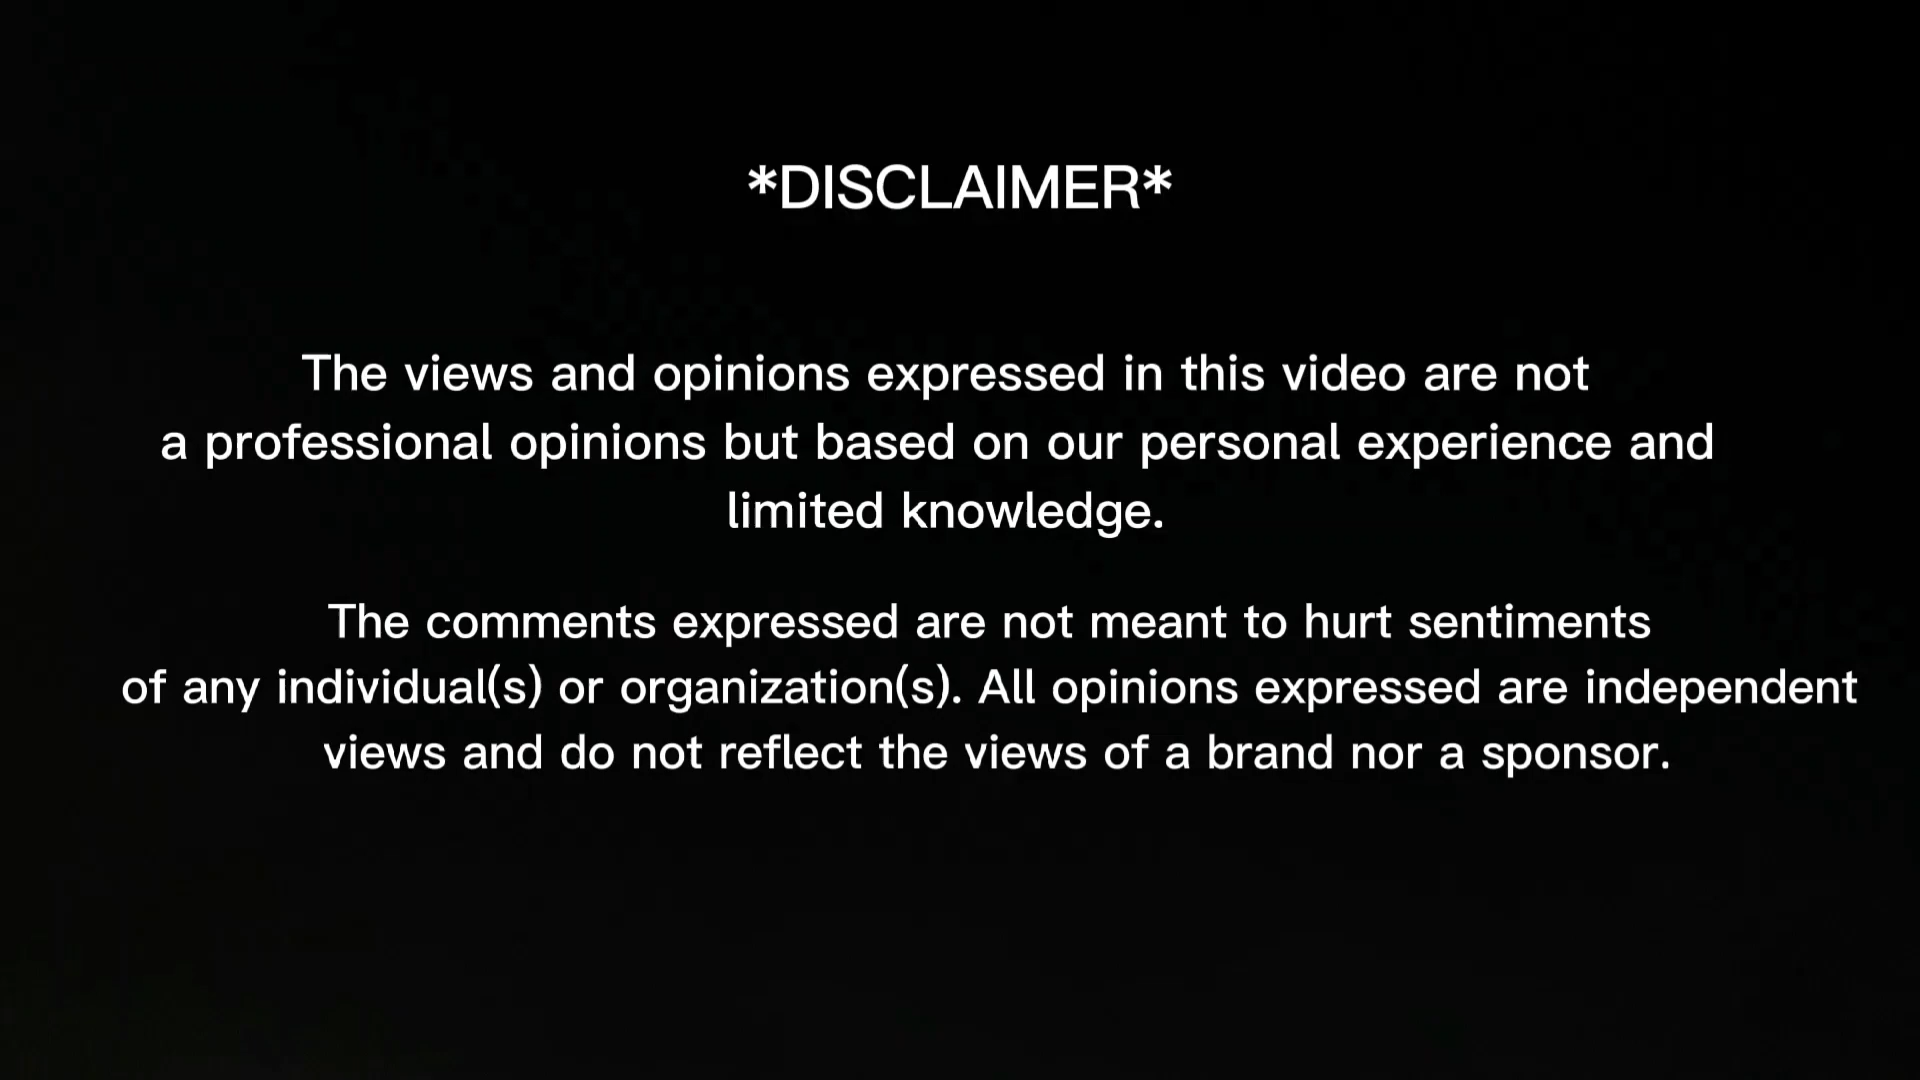 *DISCLAIMER*
The views and opinions expressed in this video are not
a professional opinions but based on our personal experience and
limited knowledge.
The comments expressed are not meant to hurt sentiments
of any individual(s) or organization(s). All opinions expressed are independent
views and do not reflect the views of a brand nor a sponsor.